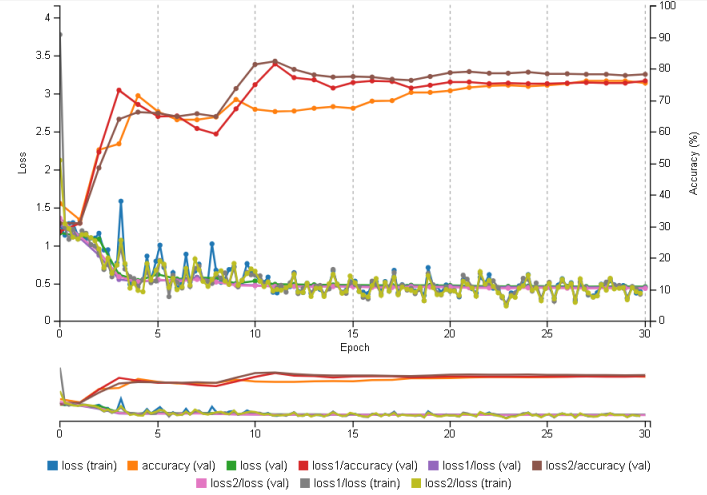 4
3.5
3
2.5
2
1.5
1
0.5
0
Loss
100
90
80
70
60
50
40
30
20
10
0
Accuracy (%)
0 5 10 15 20 25 30
Epoch
0 5 10 15 20 25 30
loss (train) accuracy (val) loss (val) loss1/accuracy (val) loss1/loss (val) loss2/accuracy (val)
loss2/loss (val) loss1/loss (train) loss2/loss (train)